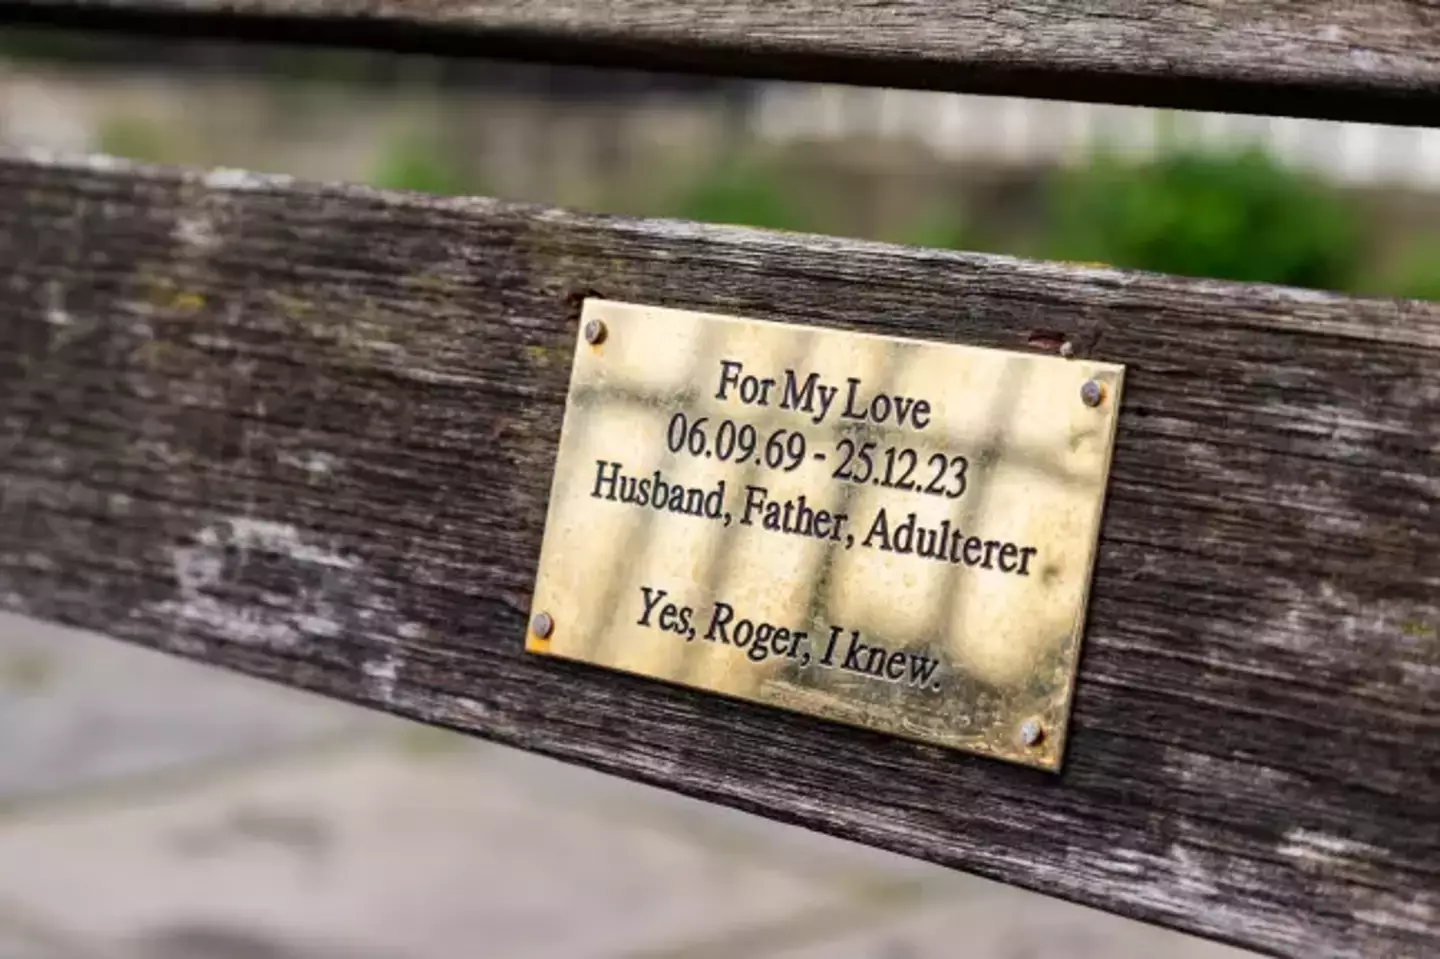 For My Love
06.09.69 - 25.12.23
Husband, Father, Adulterer
Yes, Roger, I knew.